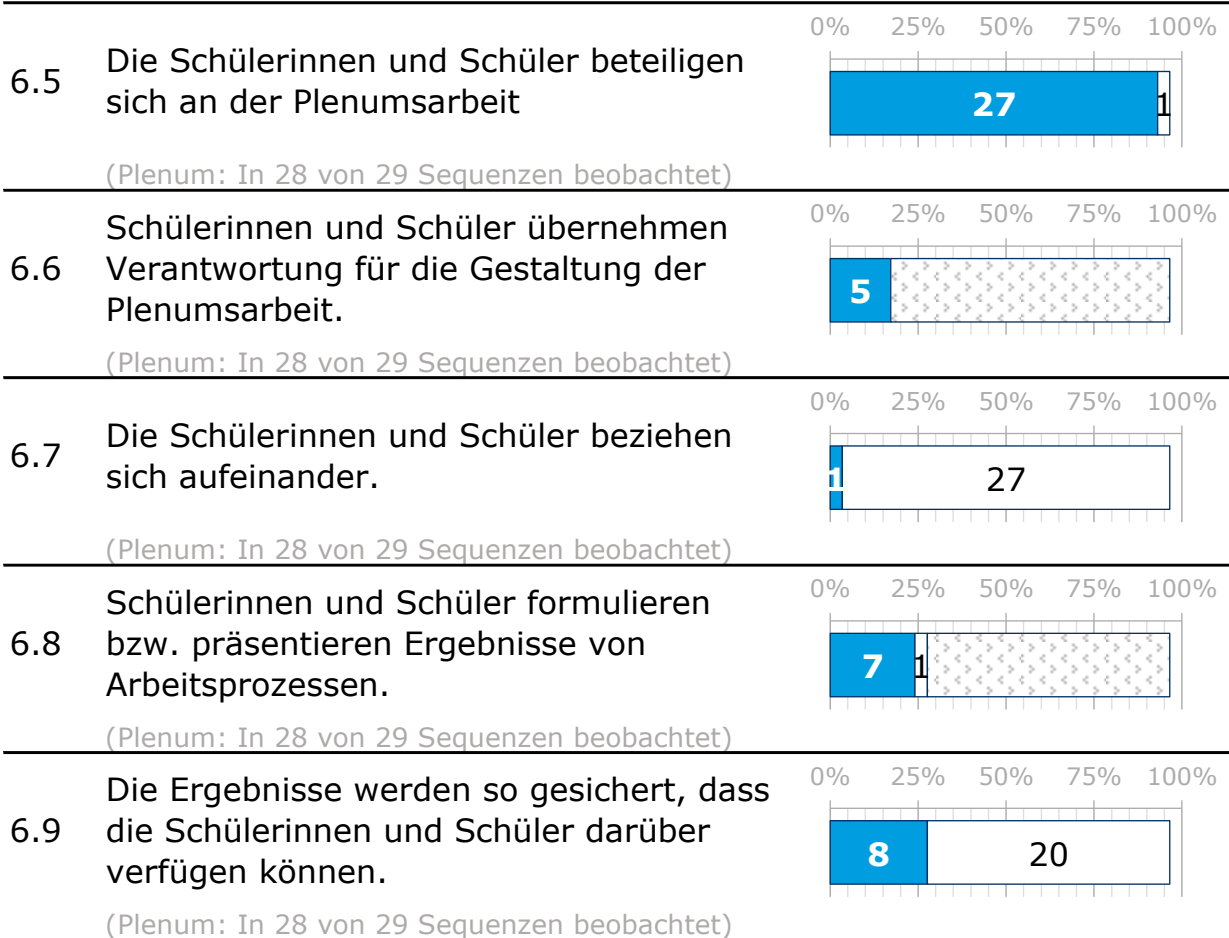 0% 25% 50% 75% 100%
6.5 Die Schülerinnen und Schüler beteiligen
sich an der Plenumsarbeit
27 1
(Plenum: In 28 von 29 Sequenzen beobachtet)
0% 25% 50% 75% 100%
Schülerinnen und Schüler übernehmen
6.6 Verantwortung für die Gestaltung der
Plenumsarbeit.
5
(Plenum: In 28 von 29 Sequenzen beobachtet)
0% 25% 50% 75% 100%
6.7 Die Schülerinnen und Schüler beziehen
sich aufeinander.
1 27
(Plenum: In 28 von 29 Sequenzen beobachtet)
0% 25% 50% 75% 100%
Schülerinnen und Schüler formulieren
6.8 bzw. präsentieren Ergebnisse von
Arbeitsprozessen.
7 1
(Plenum: In 28 von 29 Sequenzen beobachtet)
0% 25% 50% 75% 100%
Die Ergebnisse werden so gesichert, dass
6.9 die Schülerinnen und Schüler darüber
verfügen können.
8 20
(Plenum: In 28 von 29 Sequenzen beobachtet)